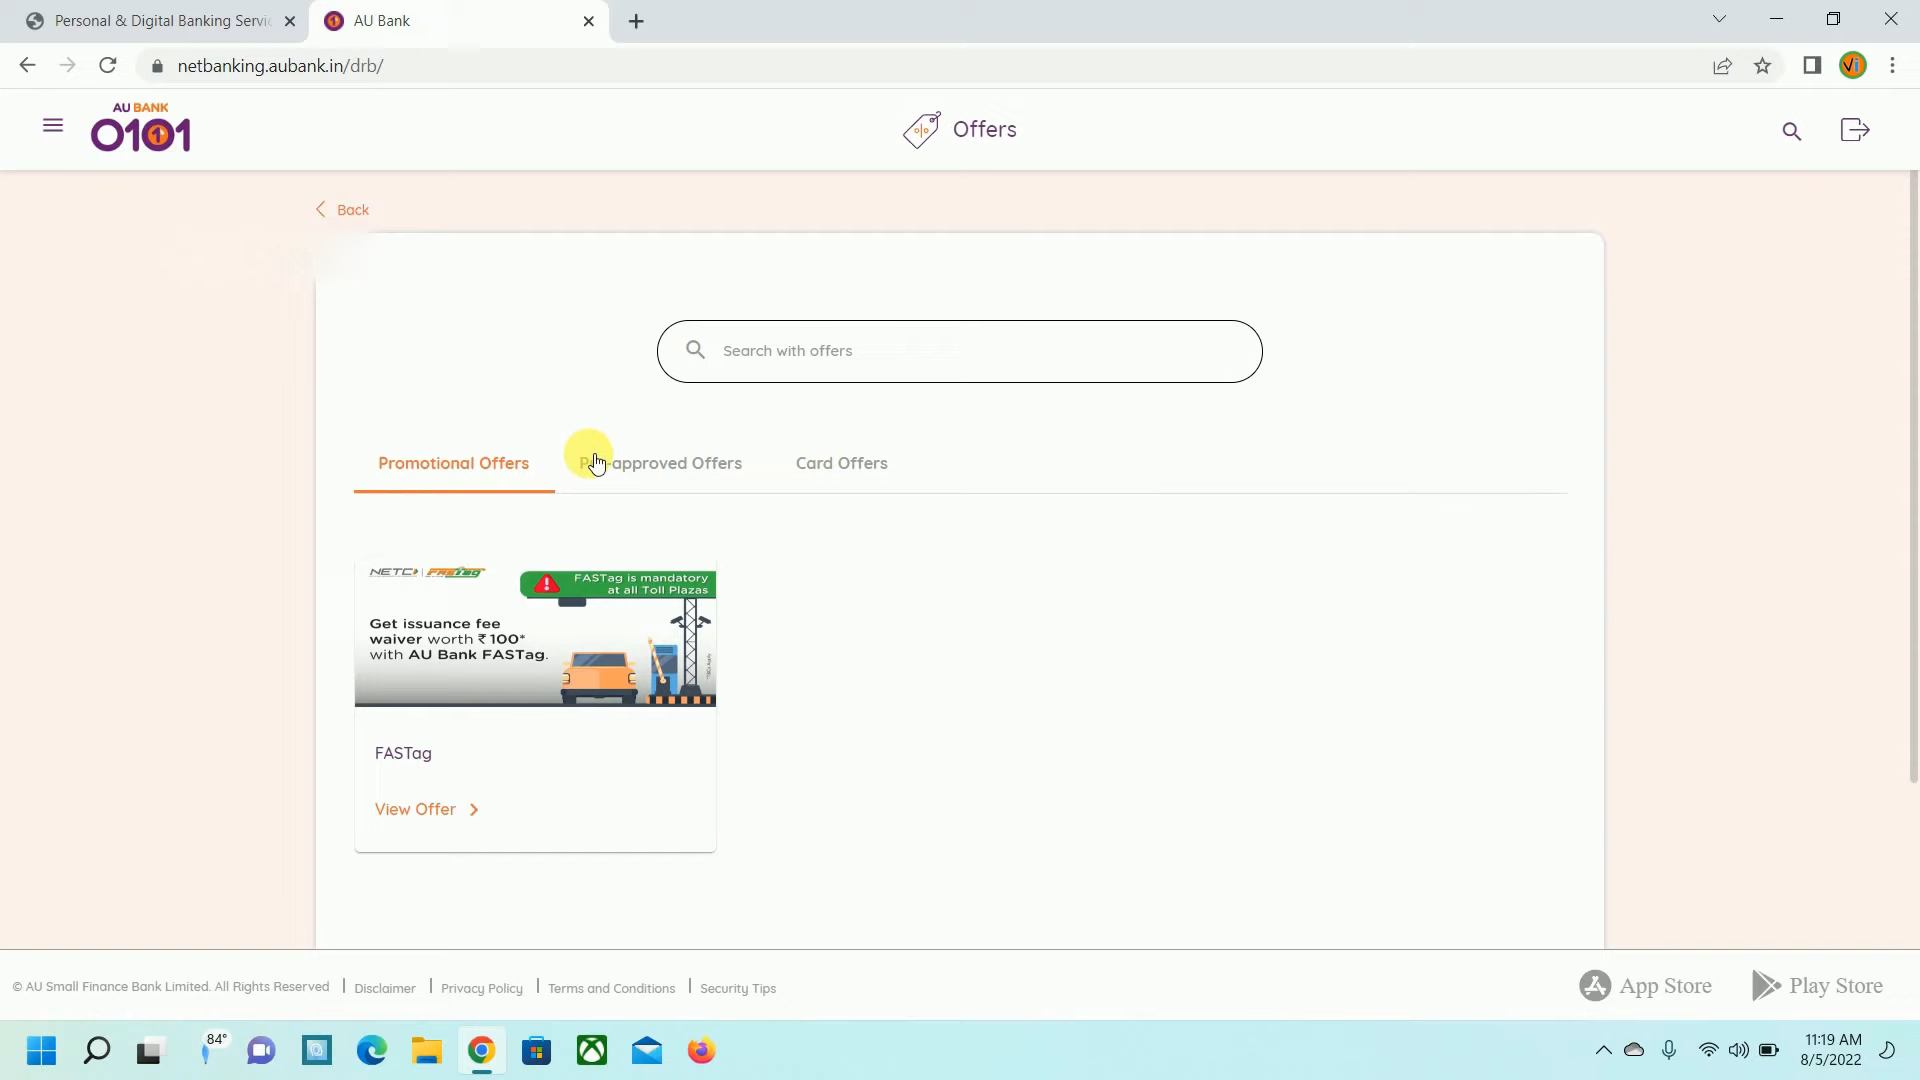 Personal & Digital Banking Servic
AU Bank
netbanking.aubank.in/drb/
Vi
AU BANK
0101
Offers
Back
Search with offers
Promotional Offers
Pre-approved Offers
Card Offers
NETC FASTag
FASTag is mandatory
at all Toll Plazas
Get issuance fee
waiver worth ₹100*
with AU Bank FASTag.
FASTag
View Offer
© AU Small Finance Bank Limited. All Rights Reserved
Disclaimer
Privacy Policy
Terms and Conditions
Security Tips
App Store
Play Store
84°
11:19 AM
8/5/2022